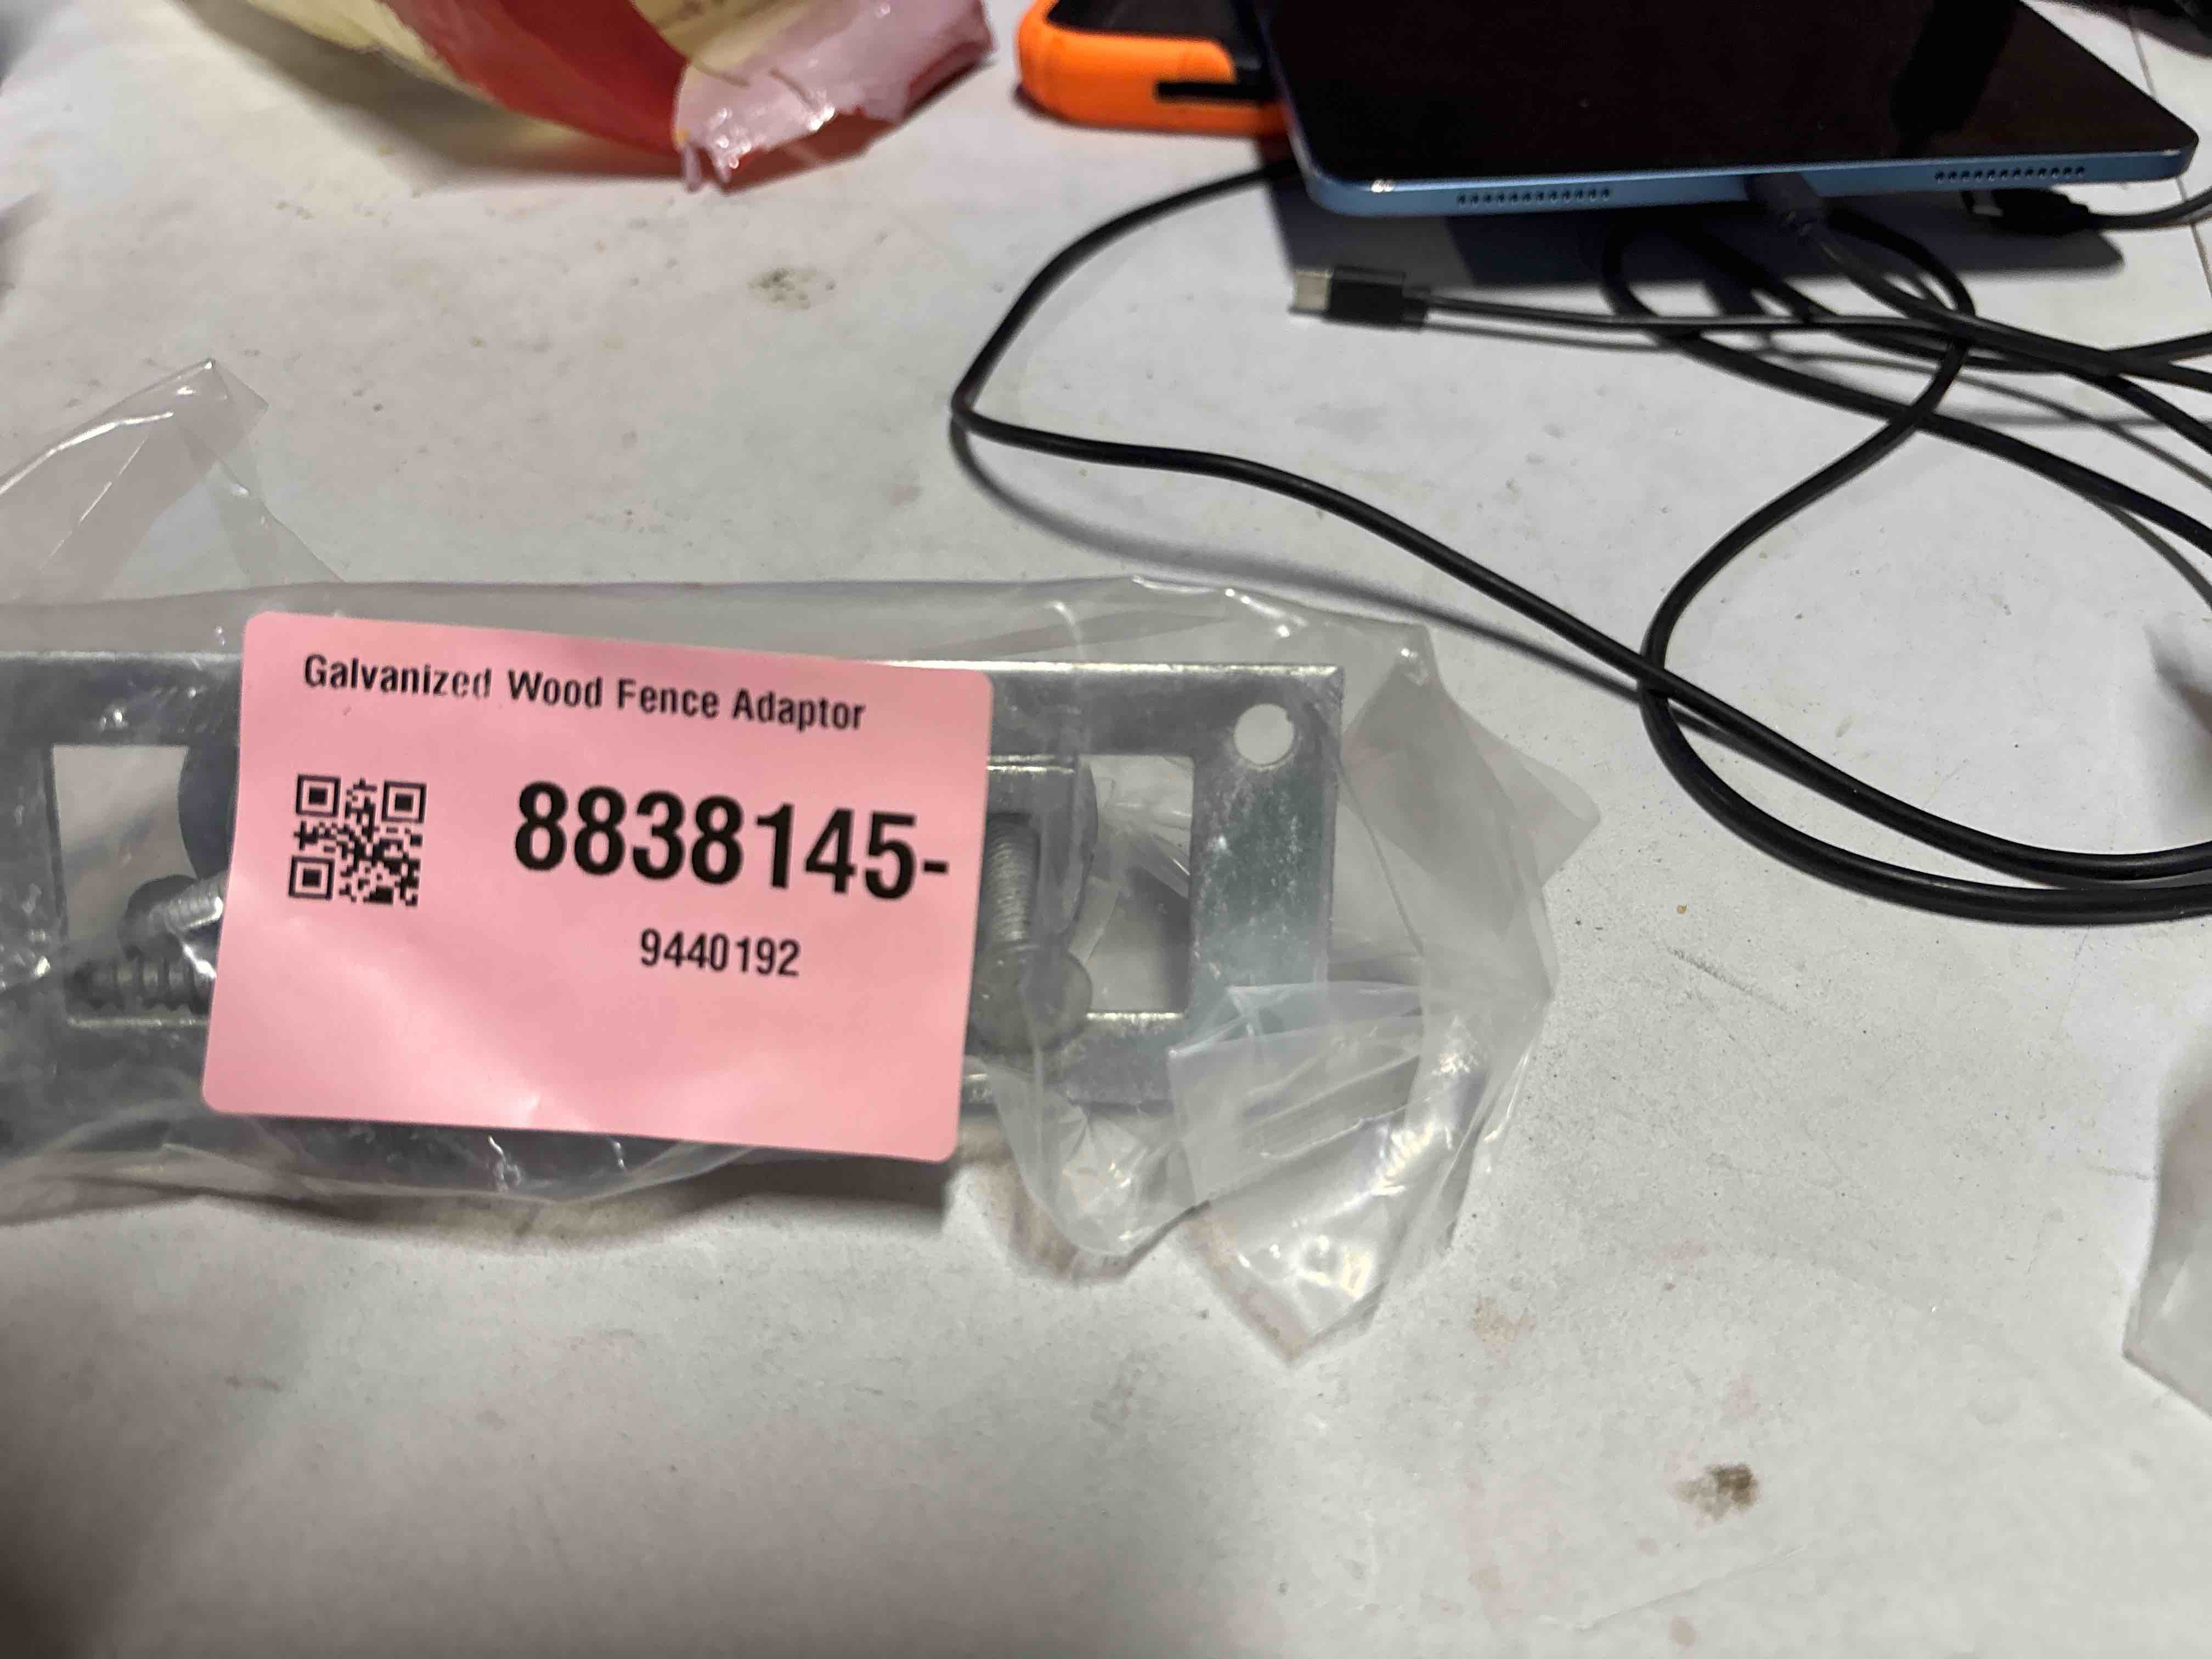 Galvanized Wood Fence Adaptor
8838145-
9440192